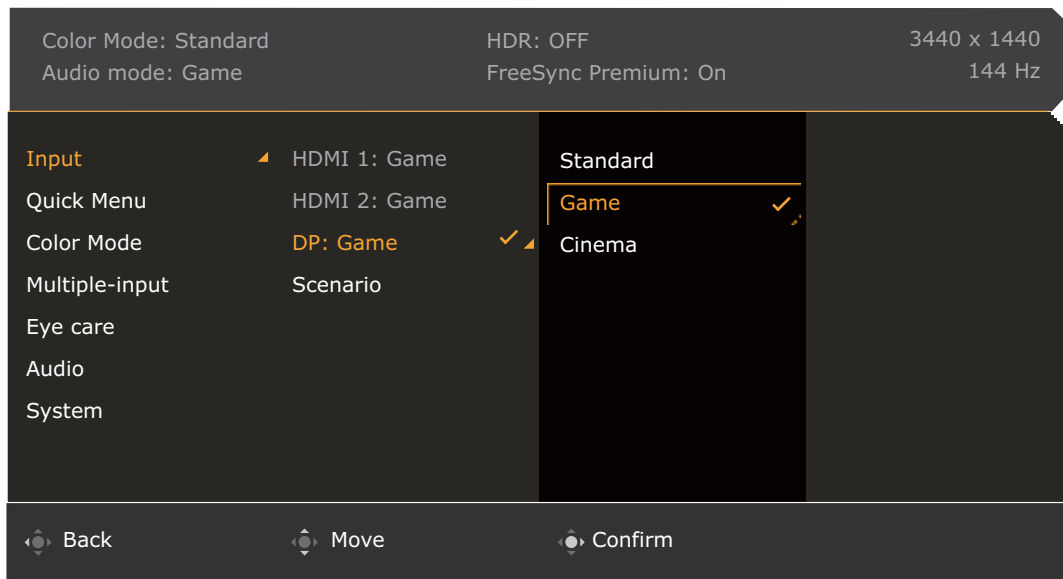 Color Mode: Standard
HDR: OFF
3440 x 1440
Audio mode: Game
FreeSync Premium: On
144 Hz
Input
HDMI 1: Game
Standard
Quick Menu
HDMI 2: Game
Game
Color Mode
DP: Game
Cinema
Multiple-input
Scenario
Eye care
Audio
System
Back
Move
Confirm